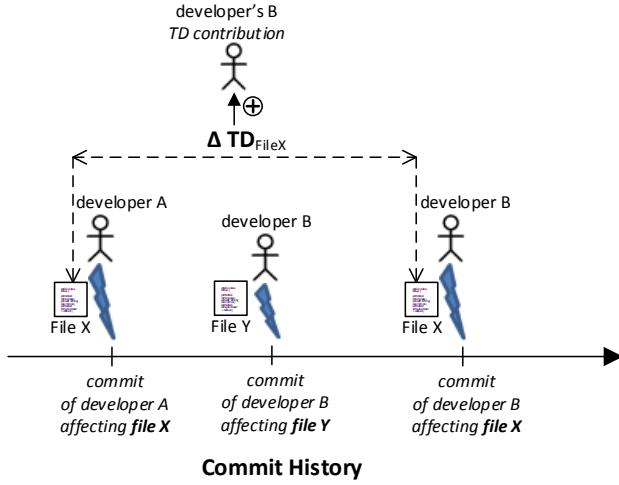 developer's B
TD contribution
Δ TDFileX
developer A
developer B
developer B
File X
File Y
File X
commit
of developer A
affecting file X
commit
of developer B
affecting file Y
commit
of developer B
affecting file X
Commit History